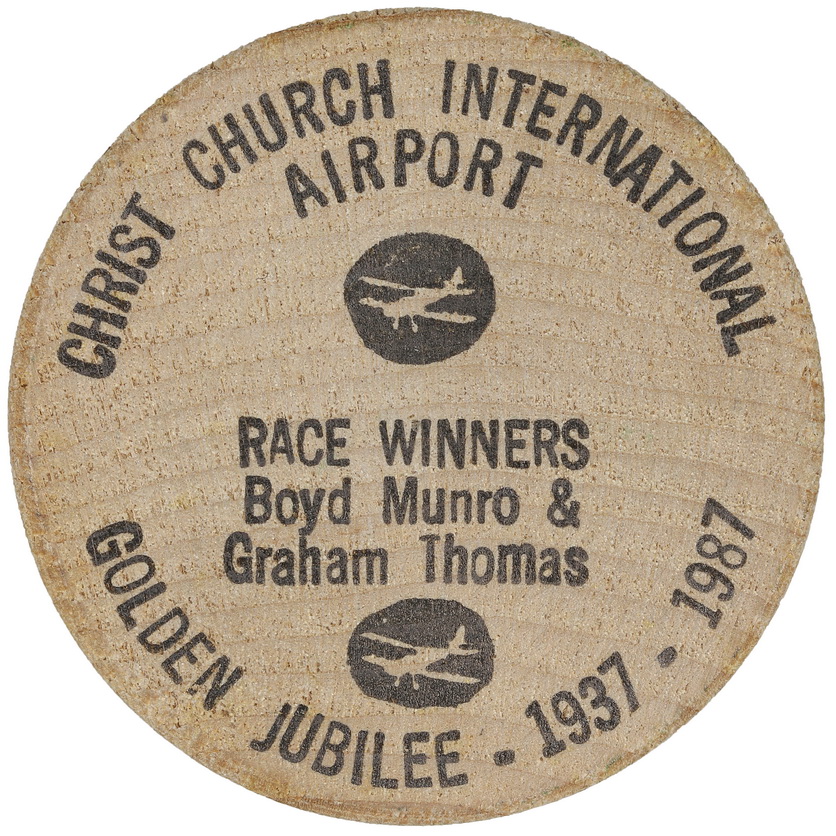 CHRIST CHURCH INTERNATIONAL
AIRPORT
RACE WINNERS
Boyd Munro &
Graham Thomas
GOLDEN JUBILEE - 1937 - 1987